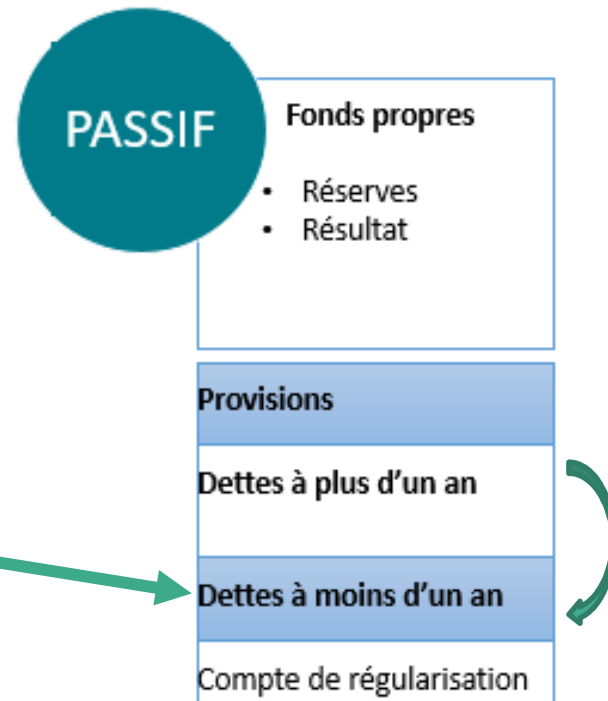 PASSIF
Fonds propres
• Réserves
• Résultat
Provisions
Dettes à plus d'un an
Dettes à moins d'un an
Compte de régularisation